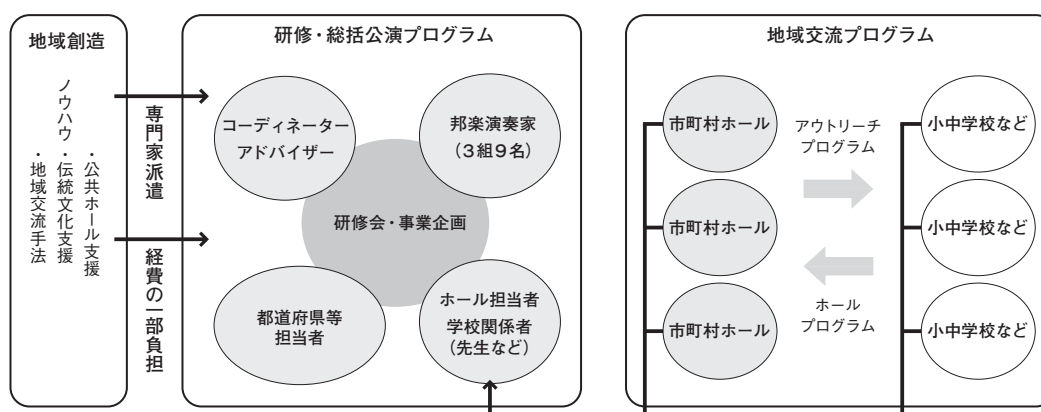 地域創造
ノウハウ
・公共ホール支援
・伝統文化支援
・地域交流手法
専門家派遣
経費の一部負担
研修・総括公演プログラム
コーディネーター
アドバイザー
邦楽演奏家
(3組9名)
研修会・事業企画
都道府県等
担当者
ホール担当者
学校関係者
(先生など)
地域交流プログラム
市町村ホール
市町村ホール
市町村ホール
アウトリーチ
プログラム
ホール
プログラム
小中学校など
小中学校など
小中学校など